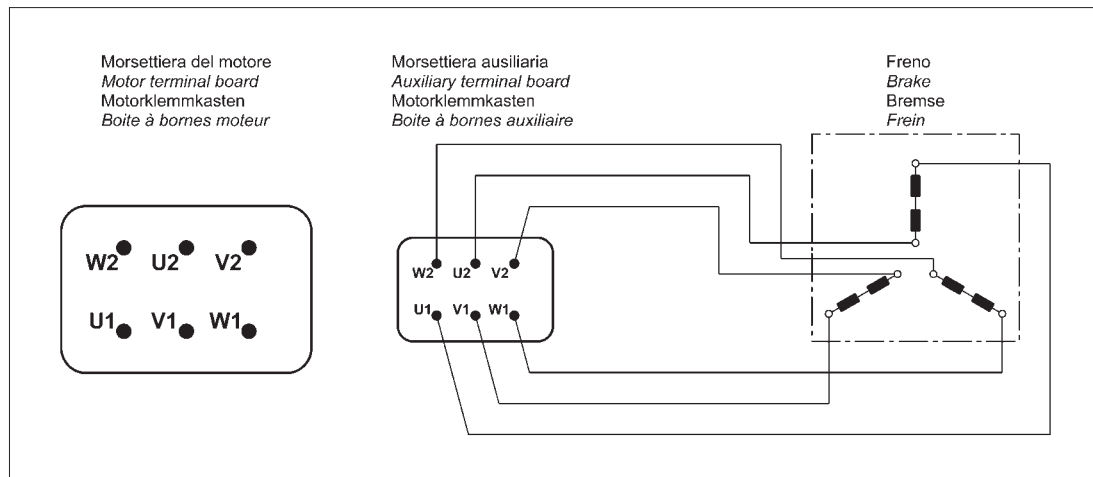 Morsettiera del motore
Motor terminal board
Motorklemmkasten
Boite à bornes moteur
Morsettiera ausiliaria
Auxiliary terminal board
Motorklemmkasten
Boite à bornes auxiliaire
Freno
Brake
Bremse
Frein
W2 U2 V2
U1 V1 W1
W2 U2 V2
U1 V1 W1